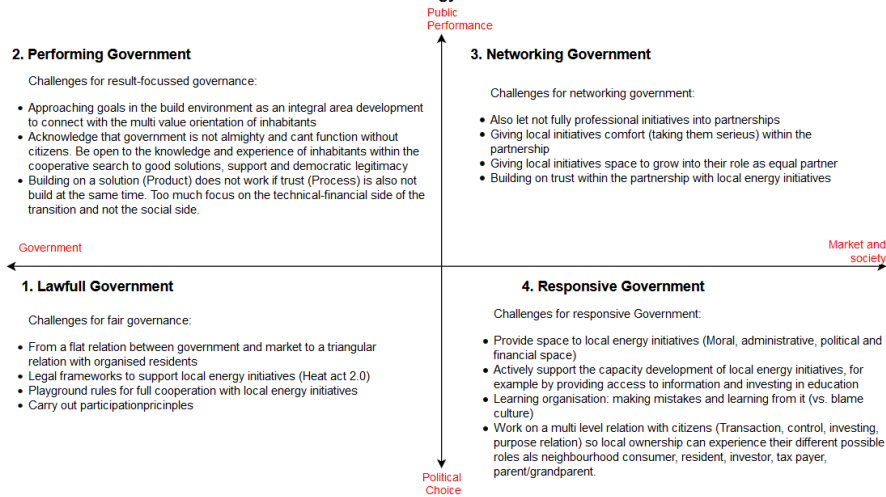 Public
Performance
2. Performing Government
Challenges for result-focussed governance:
• Approaching goals in the build environment as an integral area development
to connect with the multi value orientation of inhabitants
• Acknowledge that government is not almighty and cant function without
citizens. Be open to the knowledge and experience of inhabitants within the
cooperative search to good solutions, support and democratic legitimacy
• Building on a solution (Product) does not work if trust (Process) is also not
build at the same time. Too much focus on the technical-financial side of the
transition and not the social side.
3. Networking Government
Challenges for networking government:
• Also let not fully professional initiatives into partnerships
• Giving local initiatives comfort (taking them serieus) within the
partnership
• Giving local initiatives space to grow into their role as equal partner
• Building on trust within the partnership with local energy initiatives
Government
Market and
society
1. Lawfull Government
Challenges for fair governance:
• From a flat relation between government and market to a triangular
relation with organised residents
• Legal frameworks to support local energy initiatives (Heat act 2.0)
• Playground rules for full cooperation with local energy initiatives
• Carry out participationpricinples
4. Responsive Government
Challenges for responsive Government:
• Provide space to local energy initiatives (Moral, administrative, political and
financial space)
• Actively support the capacity development of local energy initiatives, for
example by providing access to information and investing in education
• Learning organisation: making mistakes and learning from it (vs. blame
culture)
• Work on a multi level relation with citizens (Transaction, control, investing,
purpose relation) so local ownership can experience their different possible
roles als neighbourhood consumer, resident, investor, tax payer,
parent/grandparent.
Political
Choice